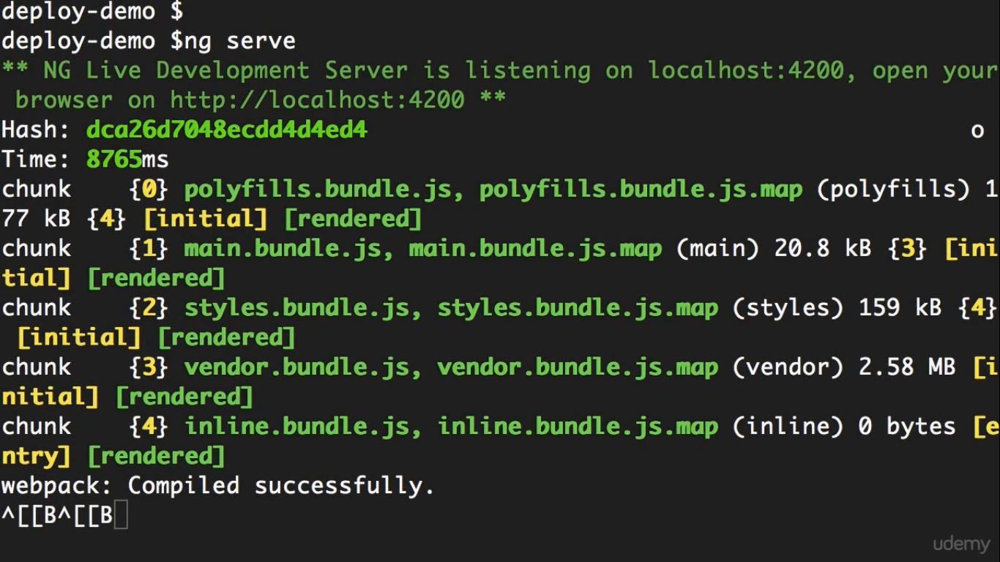 deploy-demo $
deploy-demo $ng serve
** NG Live Development Server is listening on localhost:4200, open your
 browser on http://localhost:4200 **
Hash: dca26d7048ecdd4d4ed4 o
Time: 8765ms
chunk    {0} polyfills.bundle.js, polyfills.bundle.js.map (polyfills) 1
77 kB {4} [initial] [rendered]
chunk    {1} main.bundle.js, main.bundle.js.map (main) 20.8 kB {3} [ini
tial] [rendered]
chunk    {2} styles.bundle.js, styles.bundle.js.map (styles) 159 kB {4}
 [initial] [rendered]
chunk    {3} vendor.bundle.js, vendor.bundle.js.map (vendor) 2.58 MB [i
nitial] [rendered]
chunk    {4} inline.bundle.js, inline.bundle.js.map (inline) 0 bytes [e
ntry] [rendered]
webpack: Compiled successfully.
^[[B^[[B
udemy